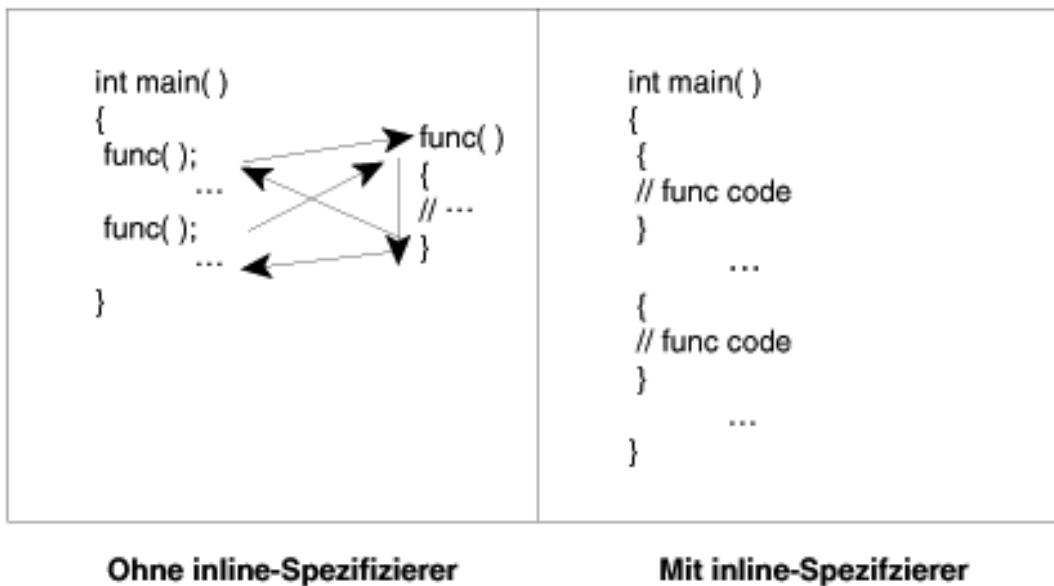 int main( )
{
func( );
...
func( );
...
}
func( )
{
// ...
}
Ohne inline-Spezifizierer
int main( )
{
{
// func code
}
...
{
// func code
}
...
}
Mit inline-Spezifzierer